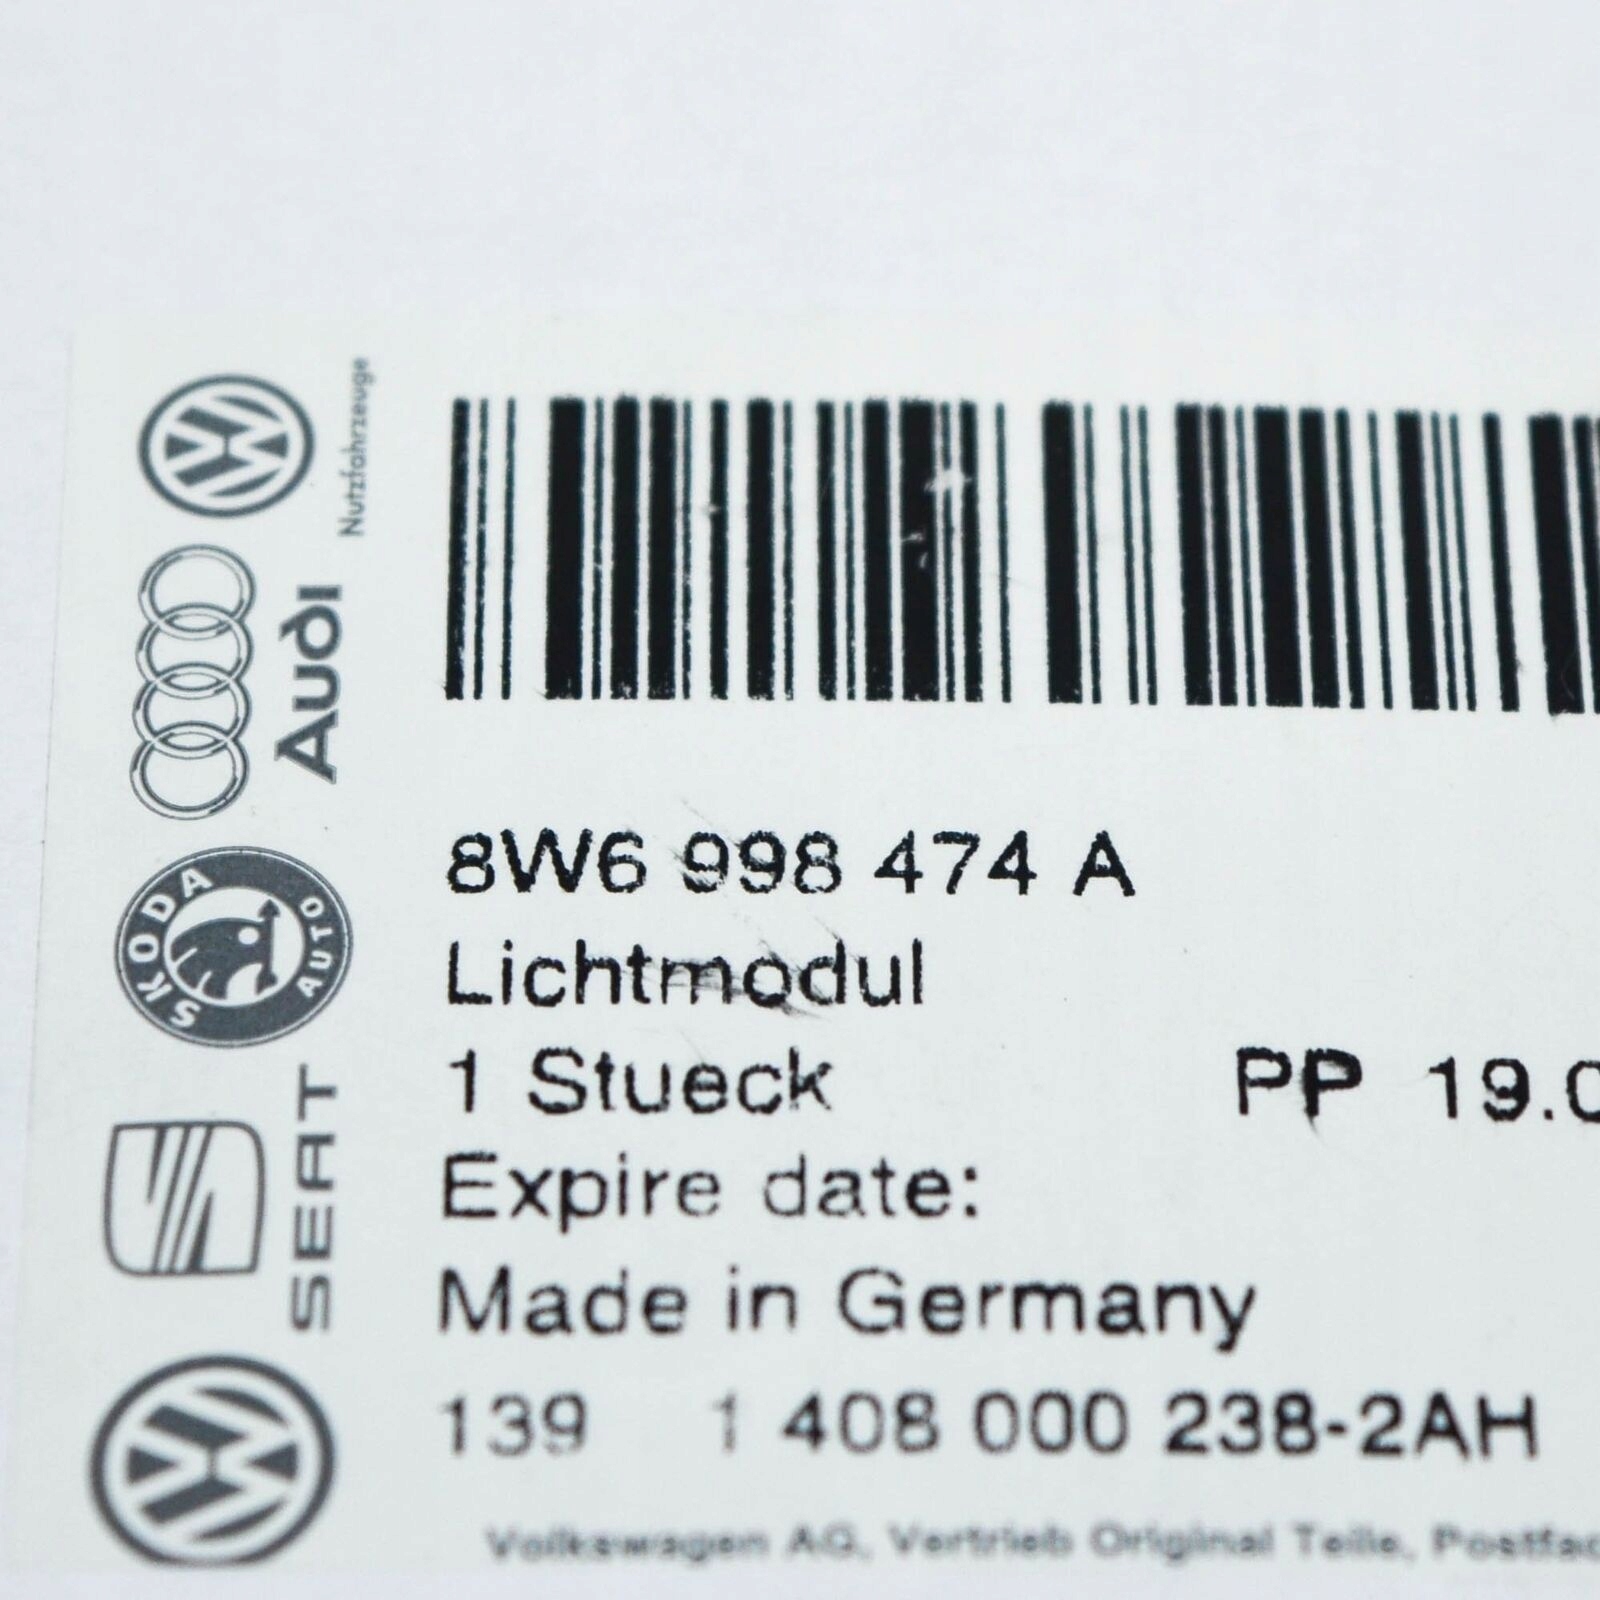 Nutzfahrzeuge
Audi
SKODA AUTO
SEAT
8W6 998 474 A
Lichtmodul
1 Stueck PP 19.0
Expire date:
Made in Germany
139 1 408 000 238-2AH
Volkswagen AG, Vertrieb Original Teile, Postfac